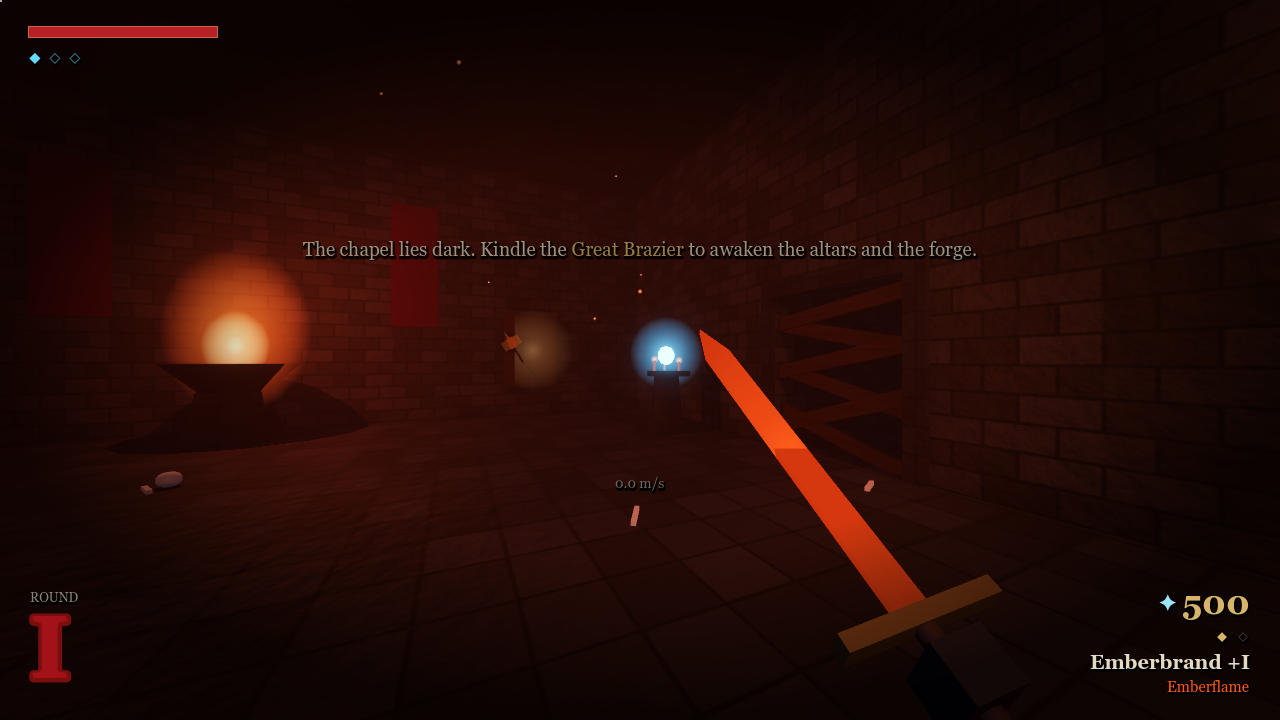 The chapel lies dark. Kindle the Great Brazier to awaken the altars and the forge.
0.0 m/s
ROUND
I
500
Emberbrand +I
Emberflame